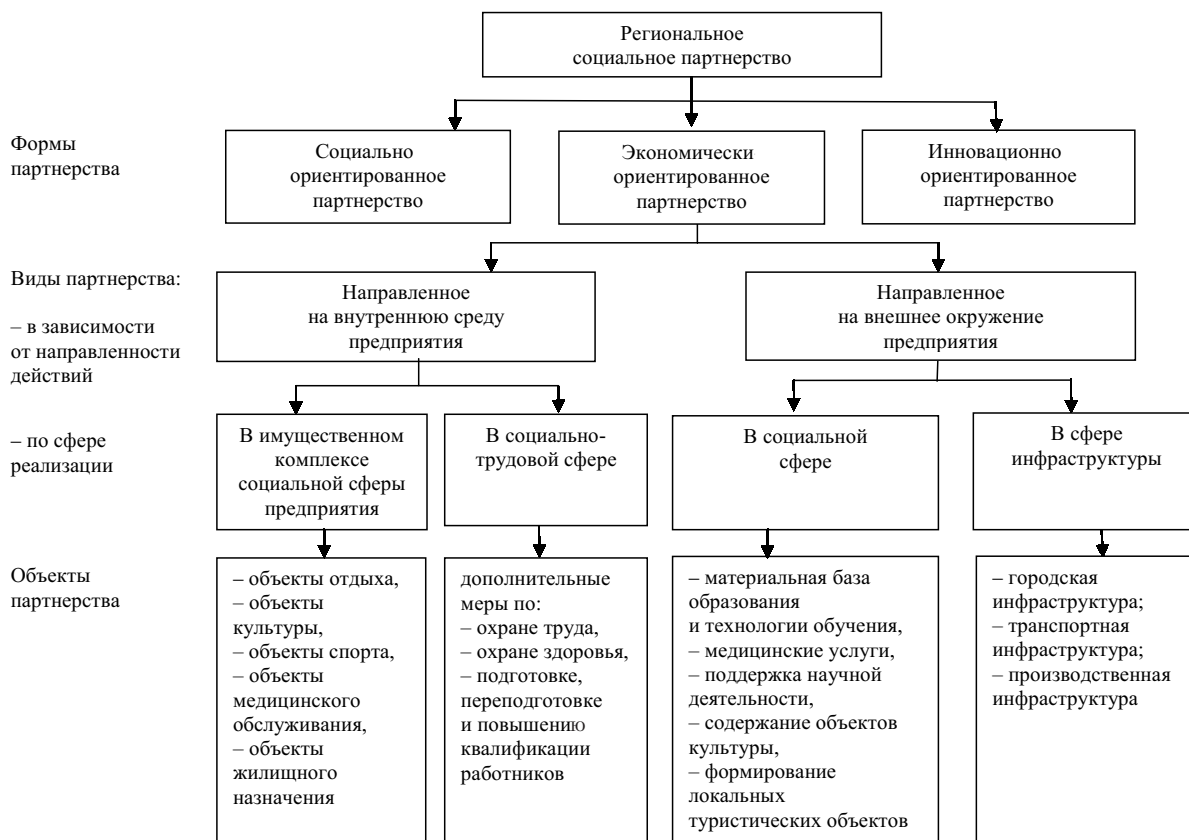 Региональное
социальное партнерство
Формы
партнерства
Социально
ориентированное
партнерство
Экономически
ориентированное
партнерство
Инновационно
ориентированное
партнерство
Виды партнерства:
– в зависимости
от направленности
действий
Направленное
на внутреннюю среду
предприятия
Направленное
на внешнее окружение
предприятия
– по сфере
реализации
В имущественном
комплексе
социальной сферы
предприятия
В социально-
трудовой сфере
В социальной
сфере
В сфере
инфраструктуры
Объекты
партнерства
– объекты отдыха,
– объекты
культуры,
– объекты спорта,
– объекты
медицинского
обслуживания,
– объекты
жилищного
назначения
дополнительные
меры по:
– охране труда,
– охране здоровья,
– подготовке,
переподготовке
и повышению
квалификации
работников
– материальная база
образования
и технологии обучения,
– медицинские услуги,
– поддержка научной
деятельности,
– содержание объектов
культуры,
– формирование
локальных
туристических объектов
– городская
инфраструктура;
– транспортная
инфраструктура;
– производственная
инфраструктура